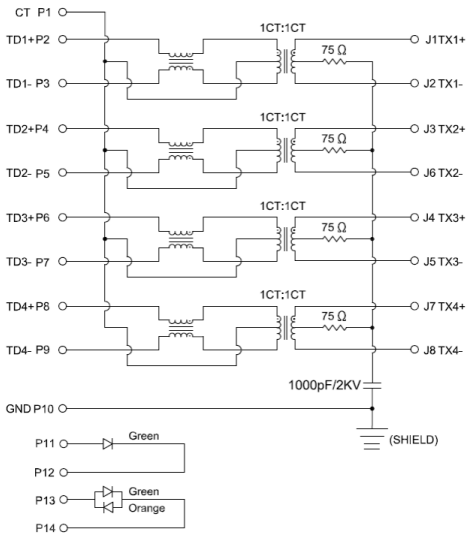 CT P1
1CT:1CT
TD1+P2
75 Ω
J1TX1+
TD1- P3
J2 TX1-
1CT:1CT
TD2+P4
75 Ω
J3 TX2+
TD2- P5
J6 TX2-
1CT:1CT
TD3+P6
75 Ω
J4 TX3+
TD3- P7
J5 TX3-
1CT:1CT
TD4+P8
75 Ω
J7 TX4+
TD4- P9
J8 TX4-
1000pF/2KV
GND P10
(SHIELD)
P11
Green
P12
P13
Green
Orange
P14